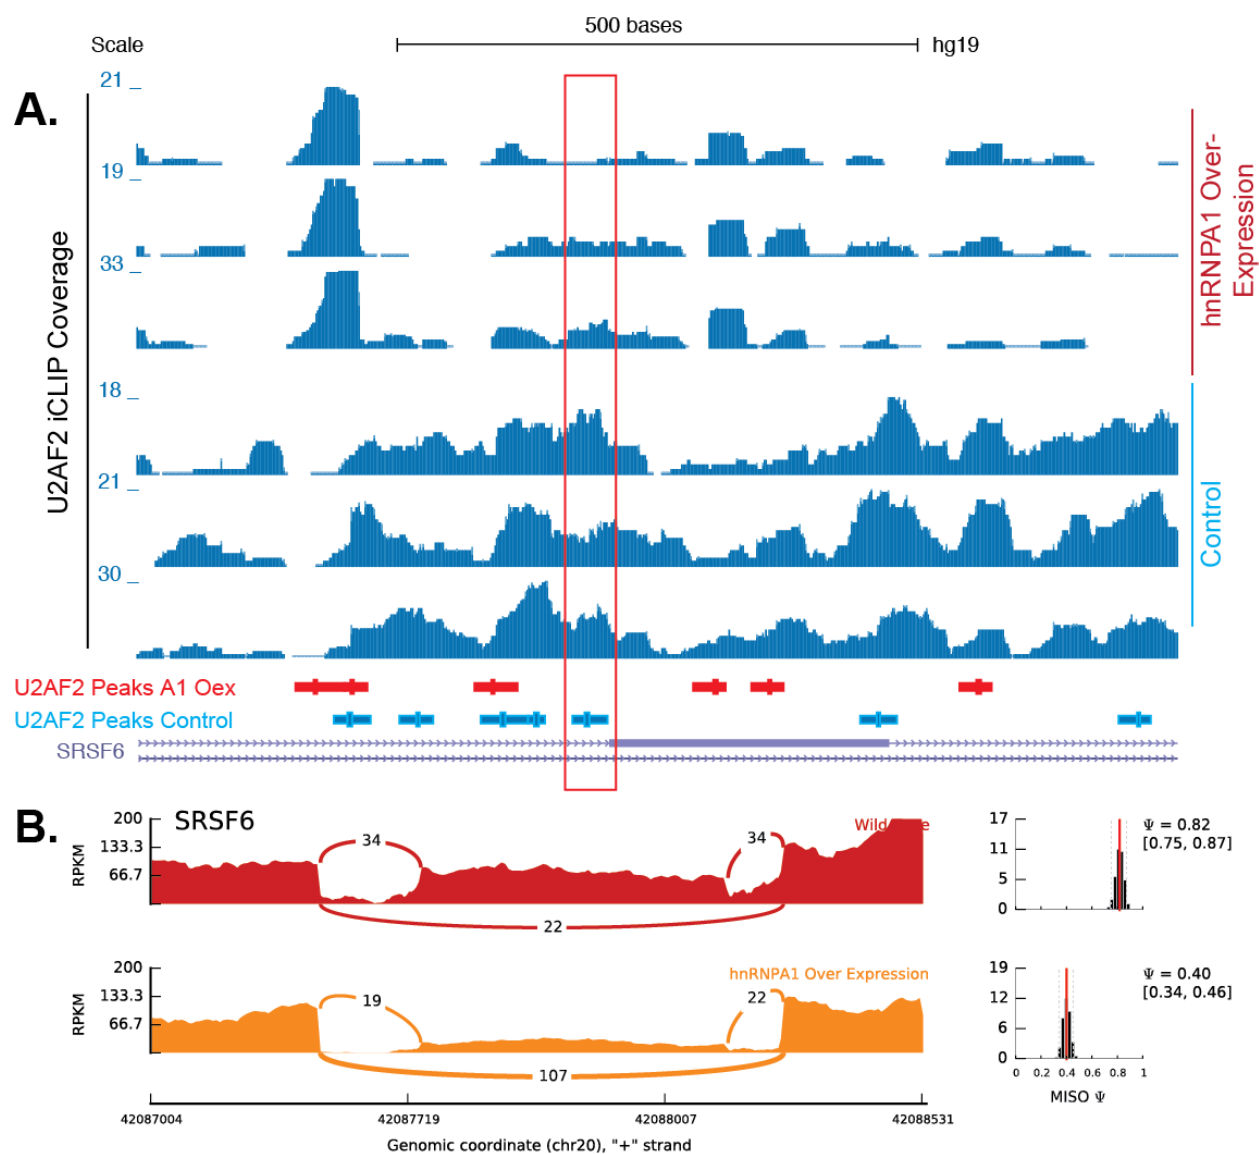 500 bases
Scale
hg19
A.
21
19
33
18
21
30
U2AF2 iCLIP Coverage
hnRNPA1 Over-
Expression
Control
U2AF2 Peaks A1 Oex
U2AF2 Peaks Control
SRSF6
B.
SRSF6
200
133.3
66.7
RPKM
34
34
22
17
11
5
0
Ψ = 0.82
[0.75, 0.87]
hnRNPA1 Over Expression
200
133.3
66.7
RPKM
19
22
107
19
12
6
0
Ψ = 0.40
[0.34, 0.46]
0 0.2 0.4 0.6 0.8 1
MISO Ψ
42087004 42087719 42088007 42088531
Genomic coordinate (chr20), "+" strand